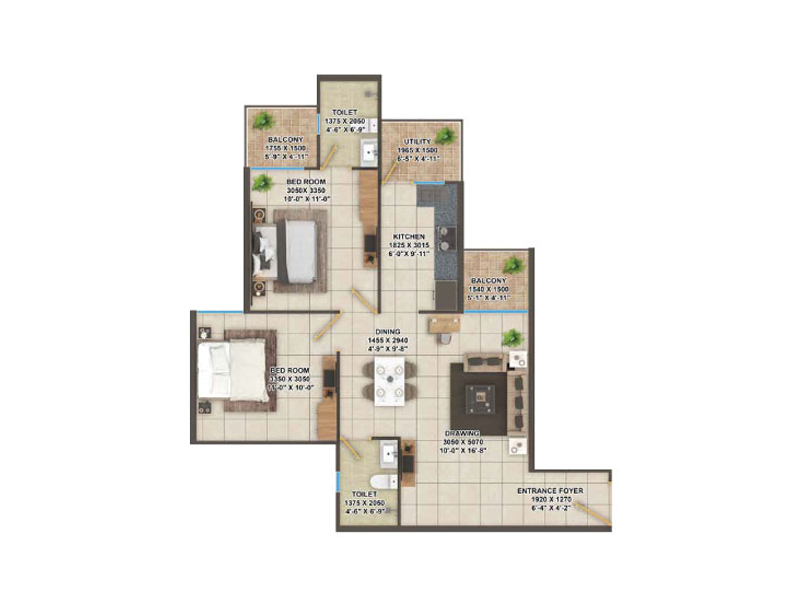 TOILET
1375 X 2050
4'-6" X 6'-9"
BALCONY
1755 X 1500
5'-9" X 4'-11"
UTILITY
1965 X 1500
6'-5" X 4'-11"
BED ROOM
3050X 3350
10'-0" X 11'-0"
KITCHEN
1825 X 3015
6'-0"X 9'-11"
BALCONY
1540 X 1500
5'-1" X 4'-11"
DINING
1455 X 2940
4'-9" X 9'-8"
BED ROOM
3350 X 3050
11'-0" X 10'-0"
DRAWING
3050 X 5070
10'-0" X 16'-8"
TOILET
1375 X 2050
4'-6" X 6'-9"
ENTRANCE FOYER
1920 X 1270
6'-4" X 4'-2"